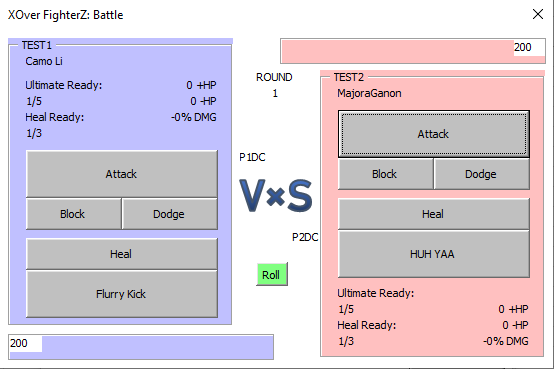 XOver FighterZ: Battle
TEST1
Camo Li
Ultimate Ready: 0 +HP
1/5 0 -HP
Heal Ready: -0% DMG
1/3
Attack
Block Dodge
Heal
Flurry Kick
200
ROUND
1
P1DC
V×S
P2DC
Roll
200
TEST2
MajoraGanon
Attack
Block Dodge
Heal
HUH YAA
Ultimate Ready:
1/5 0 +HP
Heal Ready: 0 -HP
1/3 -0% DMG